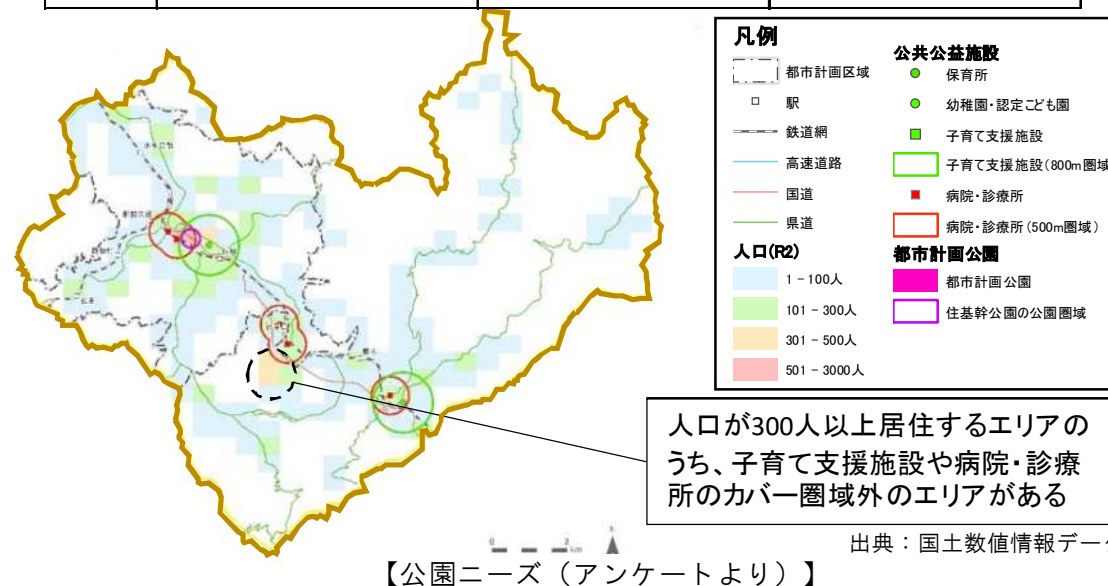 凡例
都市計画区域
駅
鉄道網
高速道路
国道
県道
人口(R2)
1 - 100人
101 - 300人
301 - 500人
501 - 3000人
公共公益施設
保育所
幼稚園・認定こども園
子育て支援施設
子育て支援施設(800m圏域
病院・診療所
病院・診療所(500m圏域)
都市計画公園
都市計画公園
住基幹公園の公園圏域
人口が300人以上居住するエリアの
うち、子育て支援施設や病院・診療
所のカバー圏域外のエリアがある
0 2 km
出典：国土数値情報データ
【公園ニーズ（アンケートより）】